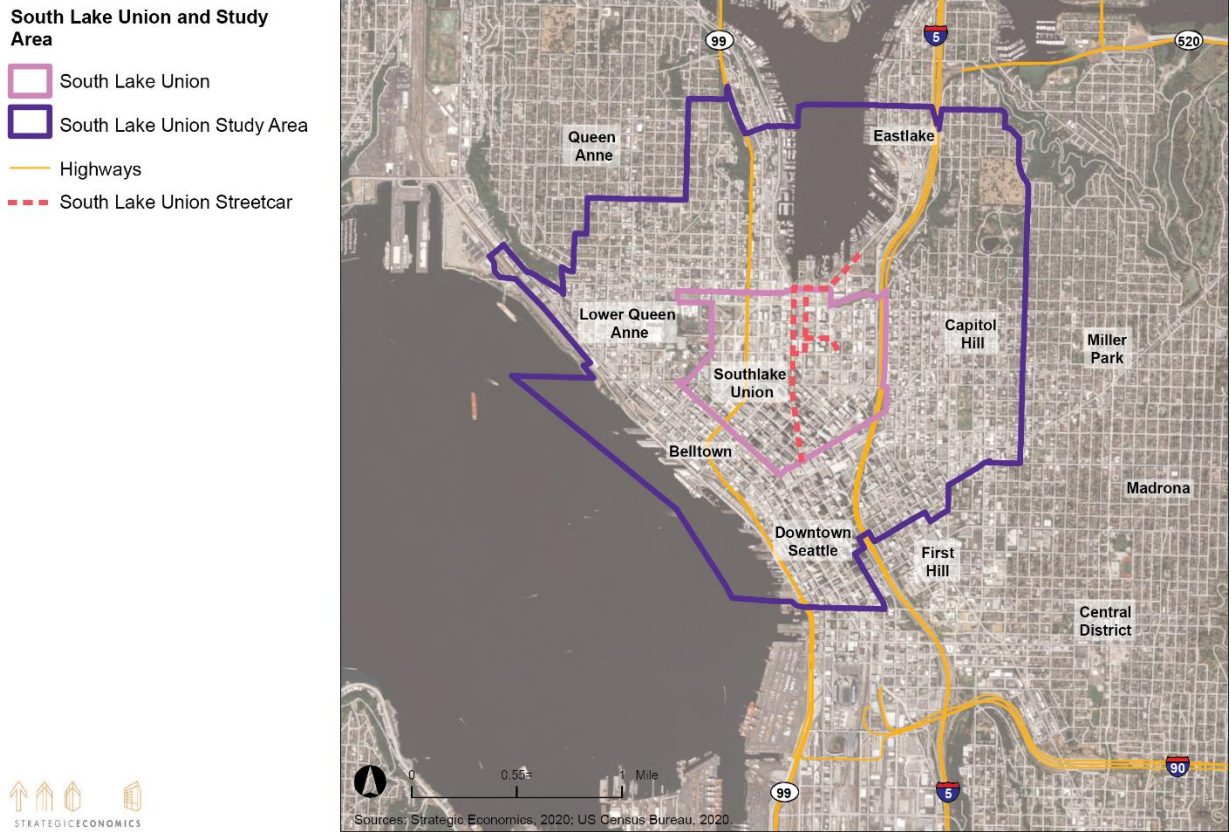 South Lake Union and Study
Area
South Lake Union
South Lake Union Study Area
Highways
South Lake Union Streetcar
99
5
520
Queen
Anne
Eastlake
Lower Queen
Anne
Capitol
Hill
Miller
Park
Southlake
Union
Belltown
Madrona
Downtown
Seattle
First
Hill
Central
District
90
99
5
0 0.55 1 Mile
Sources: Strategic Economics, 2020; US Census Bureau, 2020.
STRATEGICECONOMICS